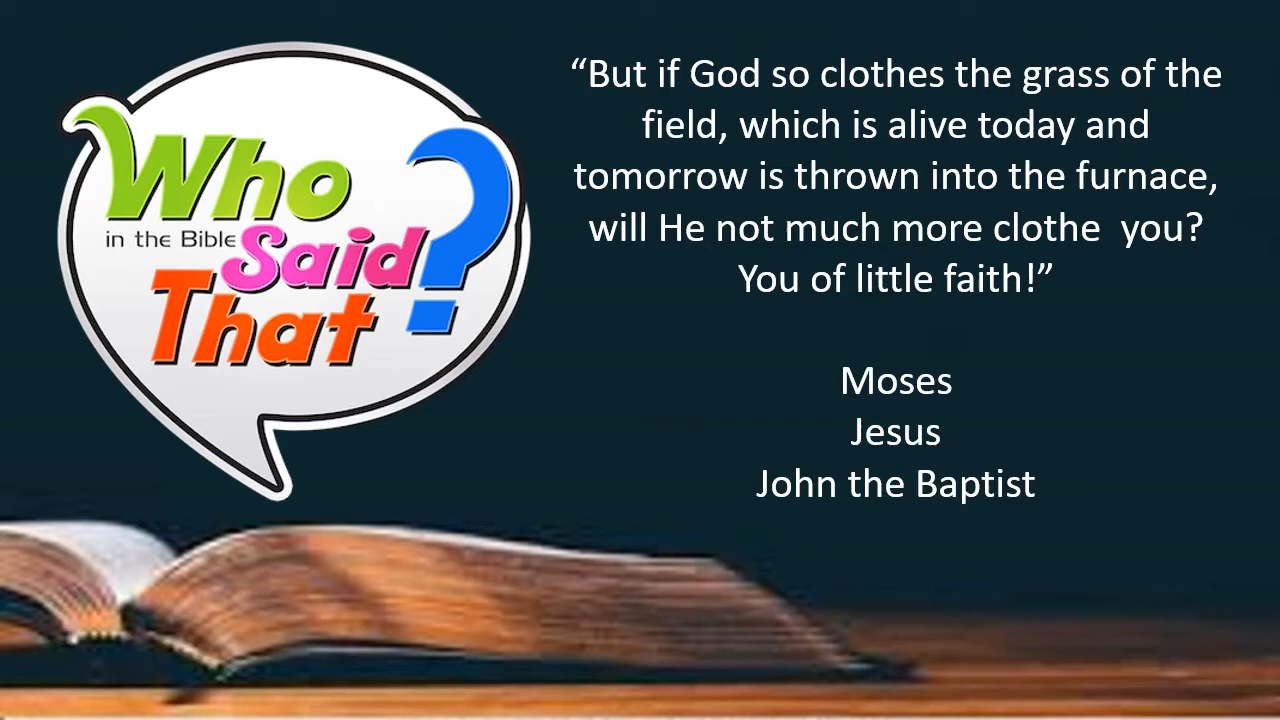 Who
in the Bible
Said
That
?
“But if God so clothes the grass of the
field, which is alive today and
tomorrow is thrown into the furnace,
will He not much more clothe  you?
You of little faith!”
Moses
Jesus
John the Baptist